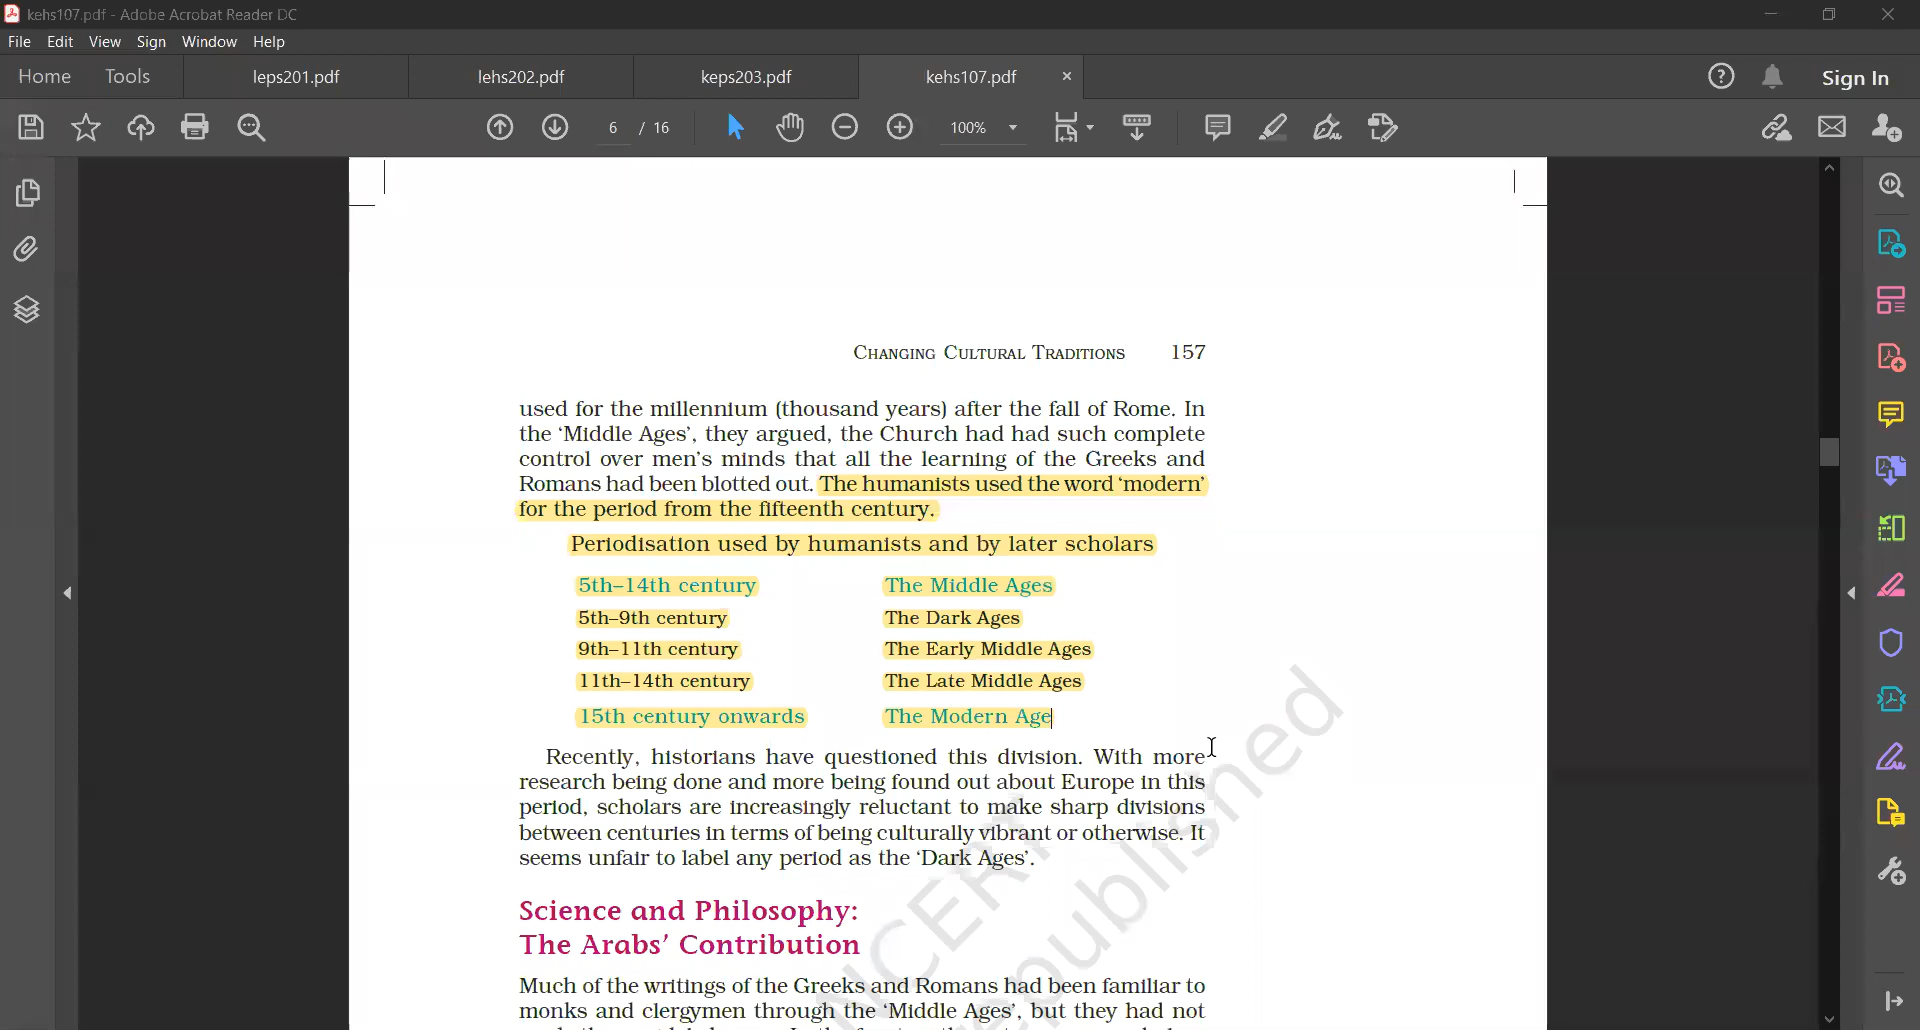 kehs107.pdf - Adobe Acrobat Reader DC
File Edit View Sign Window Help
Home Tools leps201.pdf lehs202.pdf keps203.pdf kehs107.pdf × Sign In
6 / 16 100%
CHANGING CULTURAL TRADITIONS 157
used for the millennium (thousand years) after the fall of Rome. In
the ‘Middle Ages’, they argued, the Church had had such complete
control over men’s minds that all the learning of the Greeks and
Romans had been blotted out. The humanists used the word ‘modern’
for the period from the fifteenth century.
Periodisation used by humanists and by later scholars
5th–14th century The Middle Ages
5th–9th century The Dark Ages
9th–11th century The Early Middle Ages
11th–14th century The Late Middle Ages
15th century onwards The Modern Age
Recently, historians have questioned this division. With more
research being done and more being found out about Europe in this
period, scholars are increasingly reluctant to make sharp divisions
between centuries in terms of being culturally vibrant or otherwise. It
seems unfair to label any period as the ‘Dark Ages’.
Science and Philosophy:
The Arabs’ Contribution
Much of the writings of the Greeks and Romans had been familiar to
monks and clergymen through the ‘Middle Ages’, but they had not
NCERT
republished